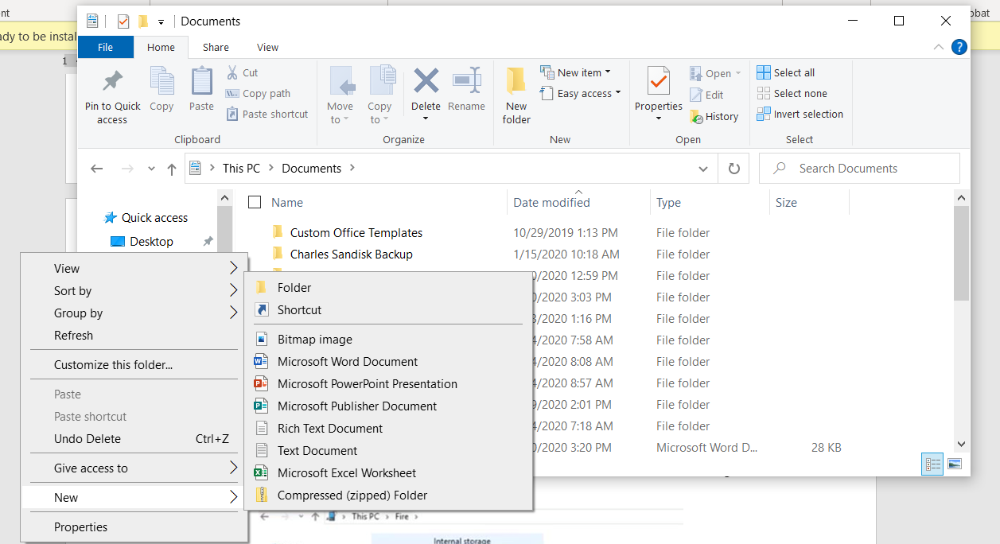 nt
Documents
obat
ady to be instal
File Home Share View
1
Pin to Quick access
Copy
Paste
Cut
Copy path
Paste shortcut
Clipboard
Move to
Copy to
Delete
Rename
Organize
New folder
New item
Easy access
New
Properties
Open
Edit
History
Open
Select all
Select none
Invert selection
Select
This PC > Documents >
Search Documents
Quick access
Desktop
Name Date modified Type Size
Custom Office Templates 10/29/2019 1:13 PM File folder
Charles Sandisk Backup 1/15/2020 10:18 AM File folder
0/2020 12:59 PM File folder
0/2020 3:03 PM File folder
3/2020 1:16 PM File folder
4/2020 7:58 AM File folder
4/2020 8:08 AM File folder
4/2020 8:57 AM File folder
9/2020 2:01 PM File folder
4/2020 7:18 AM File folder
0/2020 3:20 PM Microsoft Word D... 28 KB
View
Sort by
Group by
Refresh
Customize this folder...
Paste
Paste shortcut
Undo Delete Ctrl+Z
Give access to
New
Properties
Folder
Shortcut
Bitmap image
Microsoft Word Document
Microsoft PowerPoint Presentation
Microsoft Publisher Document
Rich Text Document
Text Document
Microsoft Excel Worksheet
Compressed (zipped) Folder
This PC > Fire >
Internal storage